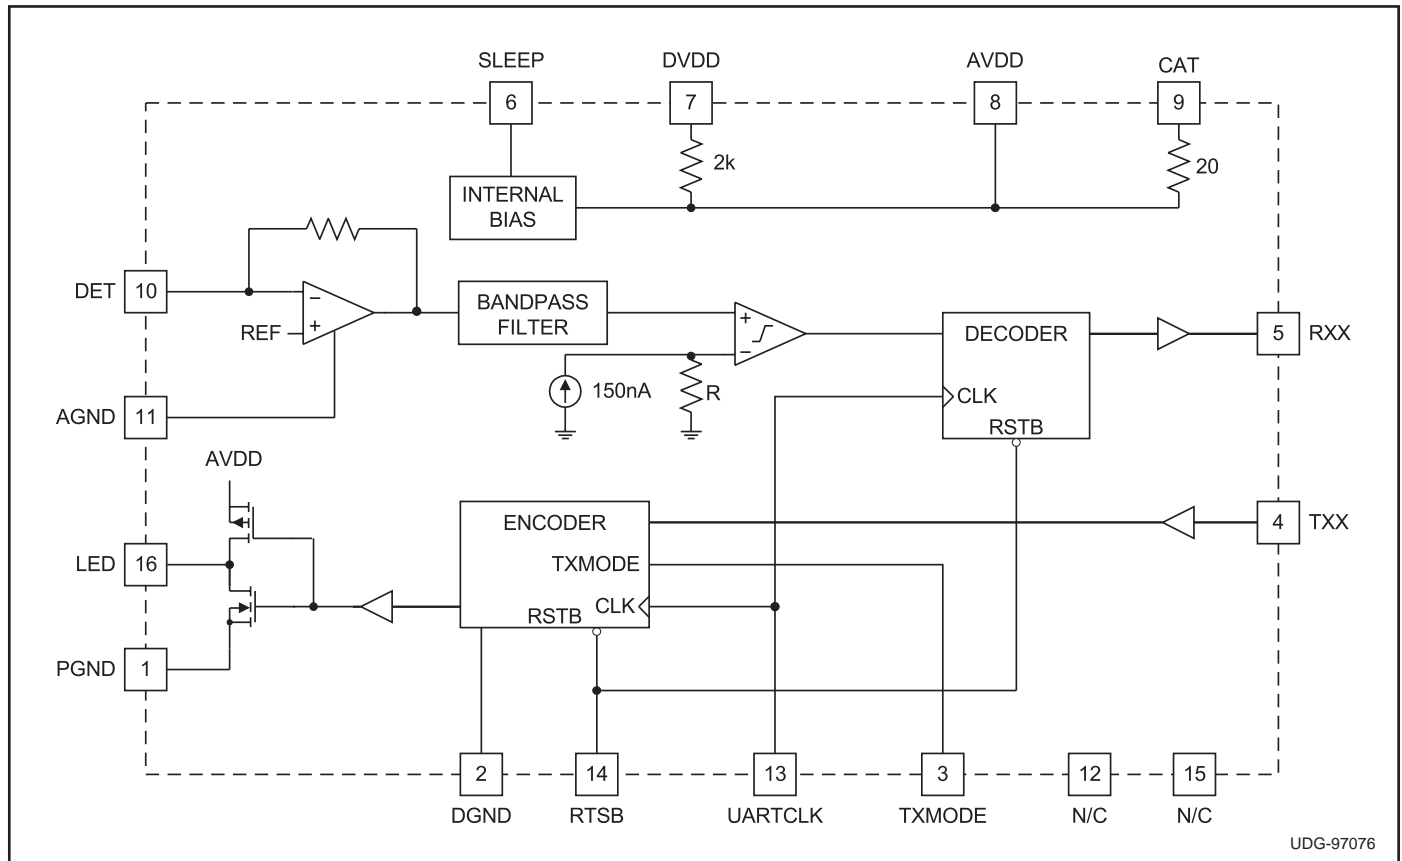 SLEEP
DVDD
AVDD
CAT
6
7
8
9
2k
20
INTERNAL
BIAS
DET
10
−
+
REF
BANDPASS
FILTER
+
−
DECODER
5
RXX
150nA
R
CLK
AGND
11
RSTB
AVDD
ENCODER
4
TXX
LED
16
TXMODE
CLK
RSTB
PGND
1
2
14
13
3
12
15
DGND
RTSB
UARTCLK
TXMODE
N/C
N/C
UDG-97076